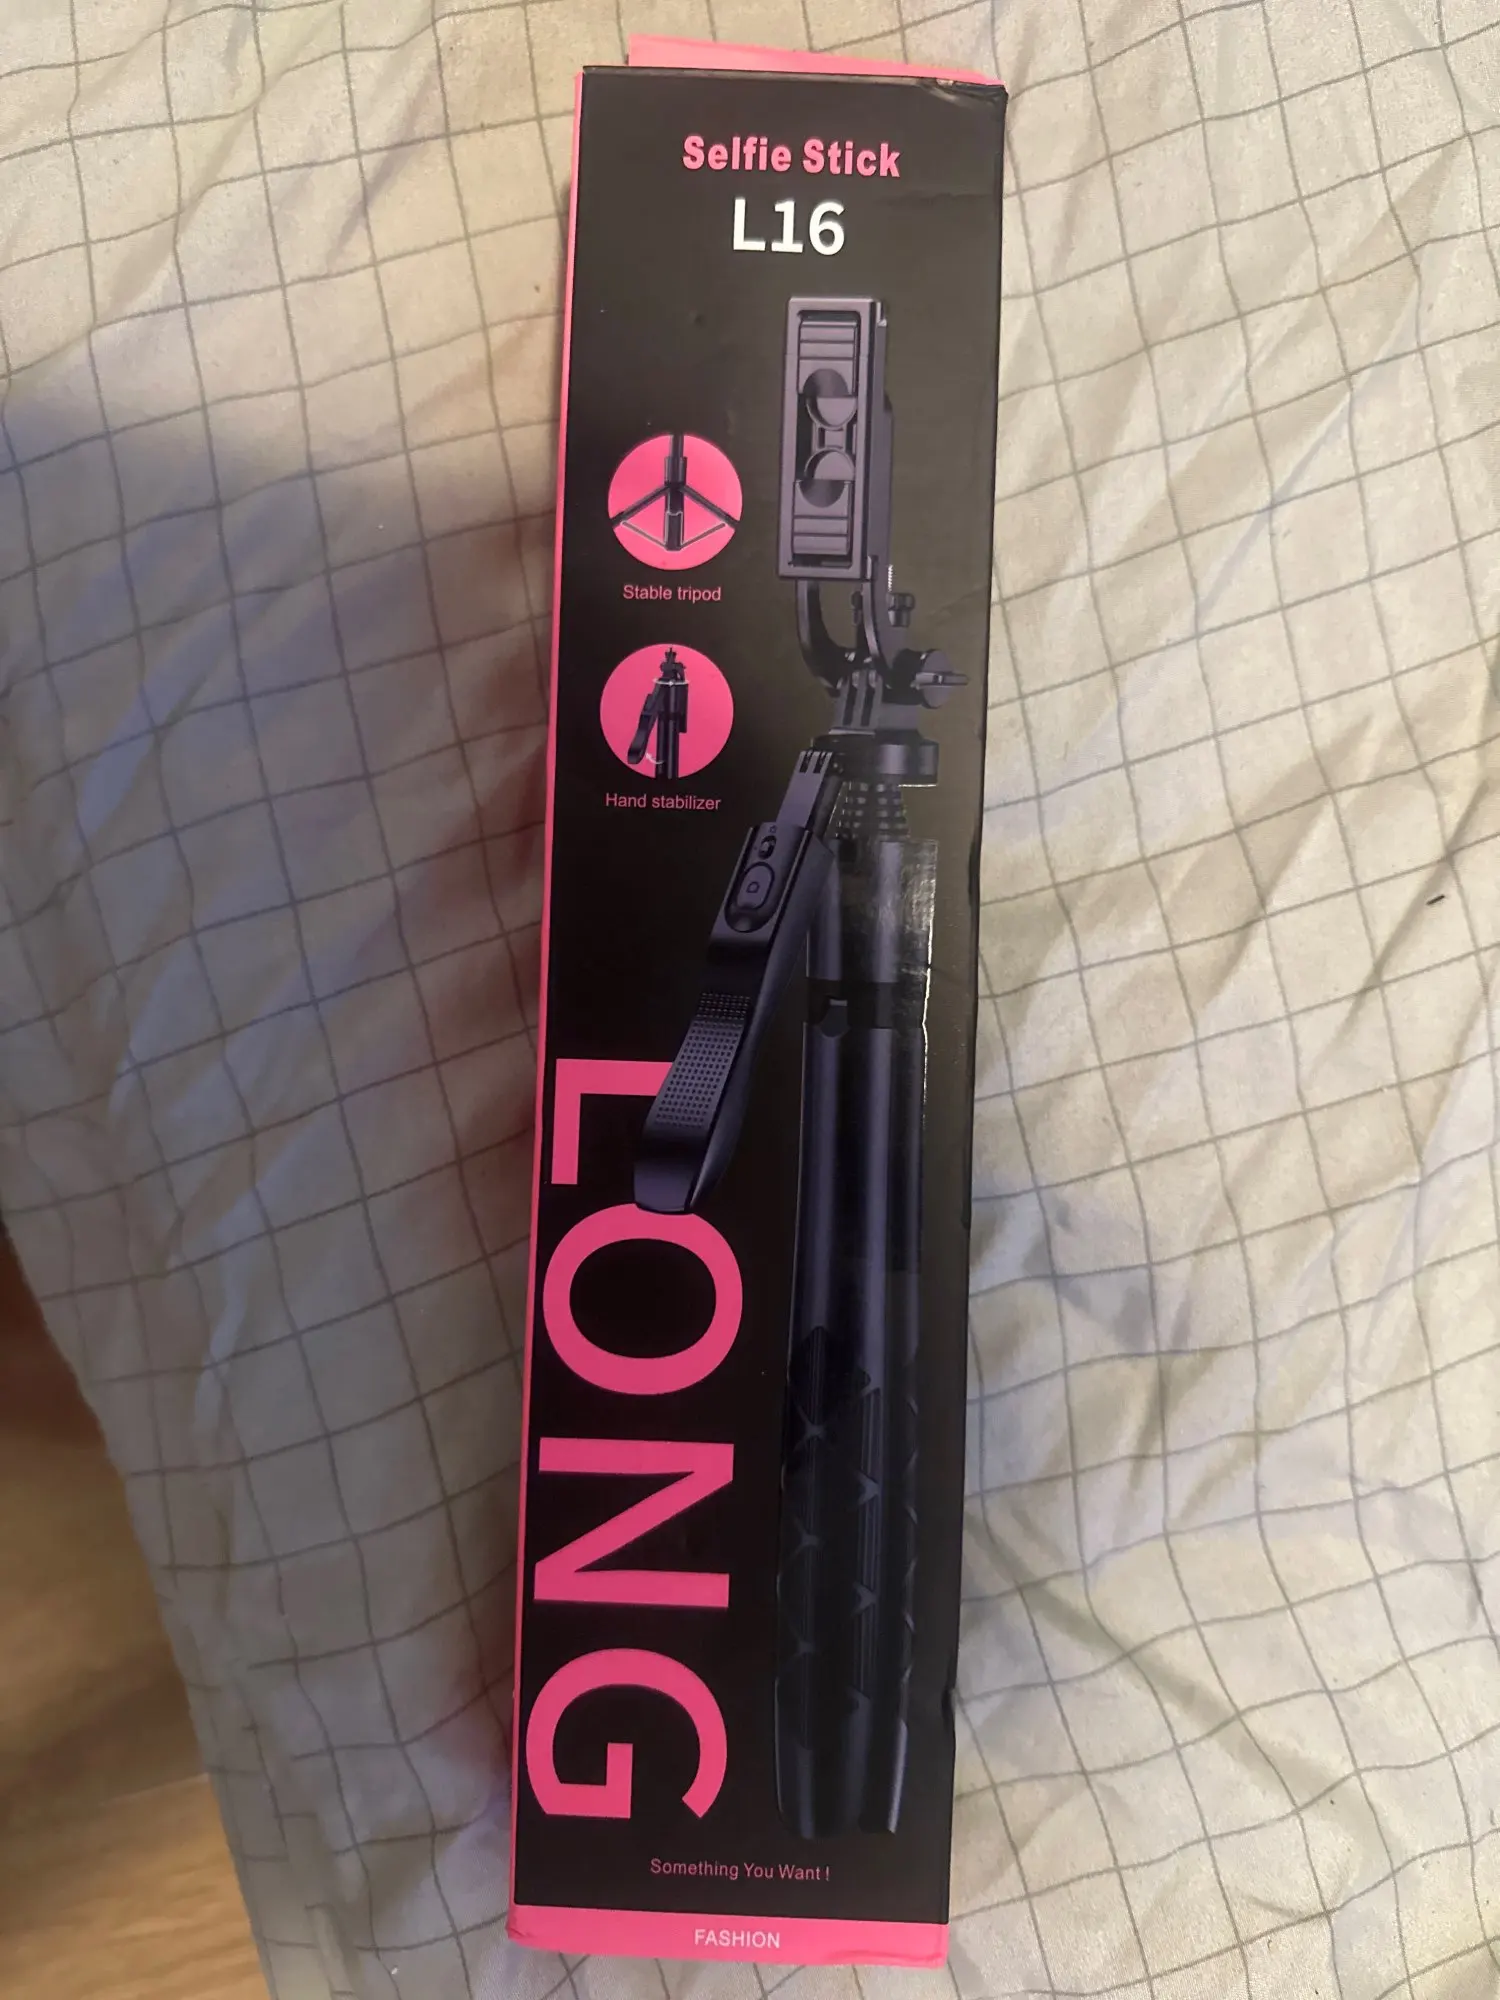 Selfie Stick
L16
Stable tripod
Hand stabilizer
LONG
Something You Want !
FASHION